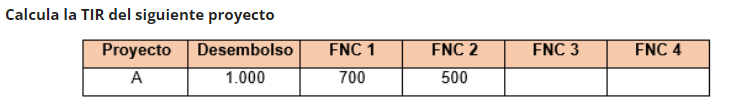 Calcula la TIR del siguiente proyecto
Proyecto Desembolso FNC 1 FNC 2 FNC 3 FNC 4
A 1.000 700 500